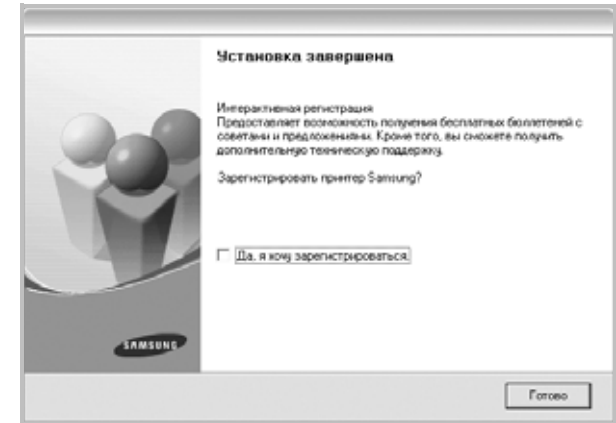 Установка завершена
Интерактивная регистрация
Предоставляет возможность получения бесплатных бюллетеней с
советами и предложениями. Кроме того, вы сможете получить
дополнительную техническую поддержку.
Зарегистрировать принтер Samsung?
Да, я хочу зарегистрироваться.
SAMSUNG
Готово